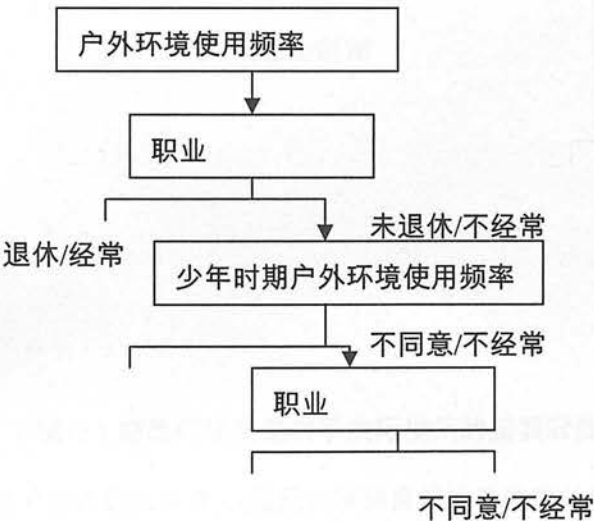 户外环境使用频率
职业
未退休/不经常
退休/经常
少年时期户外环境使用频率
不同意/不经常
职业
不同意/不经常